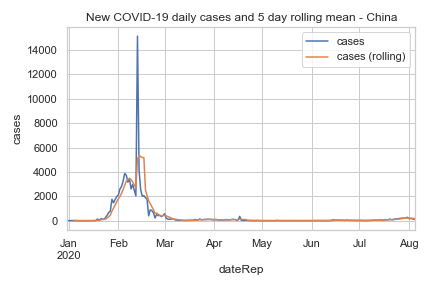 New COVID-19 daily cases and 5 day rolling mean - China
cases
cases (rolling)
14000
12000
10000
8000
6000
4000
2000
0
cases
Jan Feb Mar Apr May Jun Jul Aug
2020
dateRep